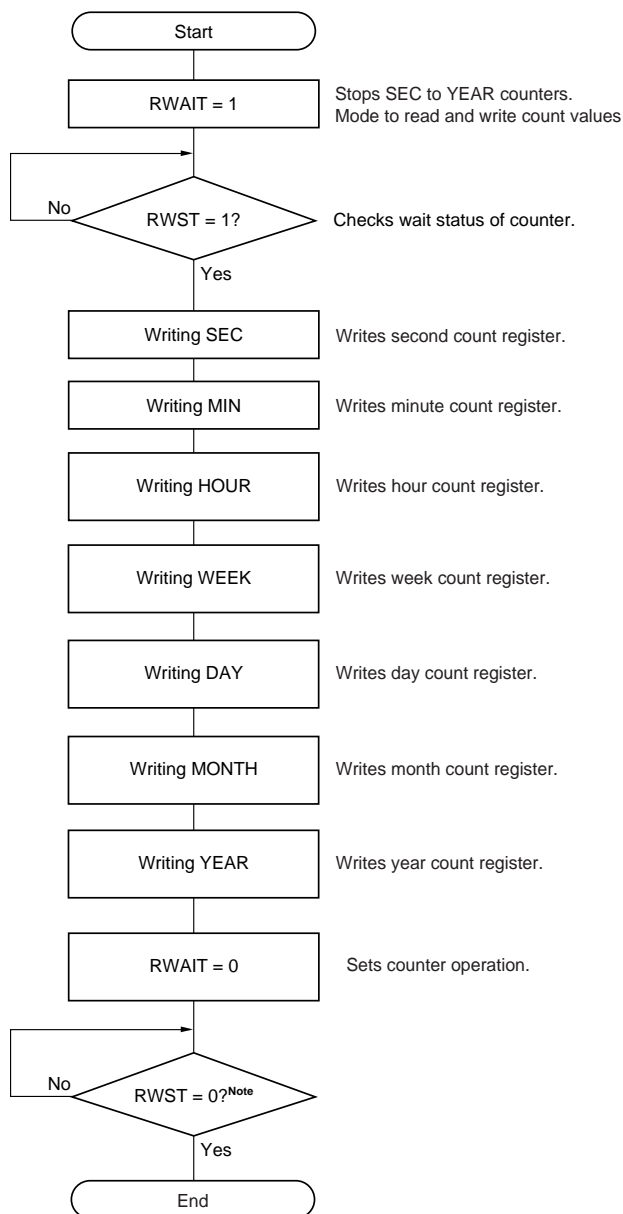 Start
RWAIT = 1
Stops SEC to YEAR counters.
Mode to read and write count values
No
RWST = 1?
Checks wait status of counter.
Yes
Writing SEC
Writes second count register.
Writing MIN
Writes minute count register.
Writing HOUR
Writes hour count register.
Writing WEEK
Writes week count register.
Writing DAY
Writes day count register.
Writing MONTH
Writes month count register.
Writing YEAR
Writes year count register.
RWAIT = 0
Sets counter operation.
No
RWST = 0?Note
Yes
End